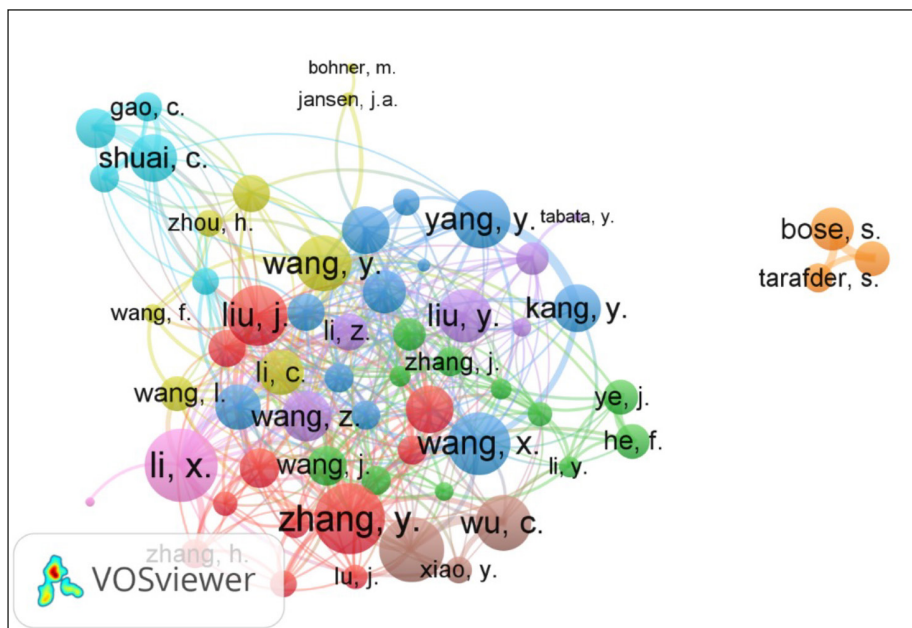 bohner, m.
jansen, j.a.
gao, c.
shuai, c.
zhou, h.
yang, y.
tabata, y.
bose, s.
wang, y.
tarafder, s.
wang, f.
liu, j.
li, z.
liu, y.
kang, y.
zhang, j.
li, c.
wang, l.
wang, z.
ye, j.
wang, x.
he, f.
li, x.
wang, j.
li, y.
zhang, y.
wu, c.
zhang, h.
lu, j.
xiao, y.
VOSviewer